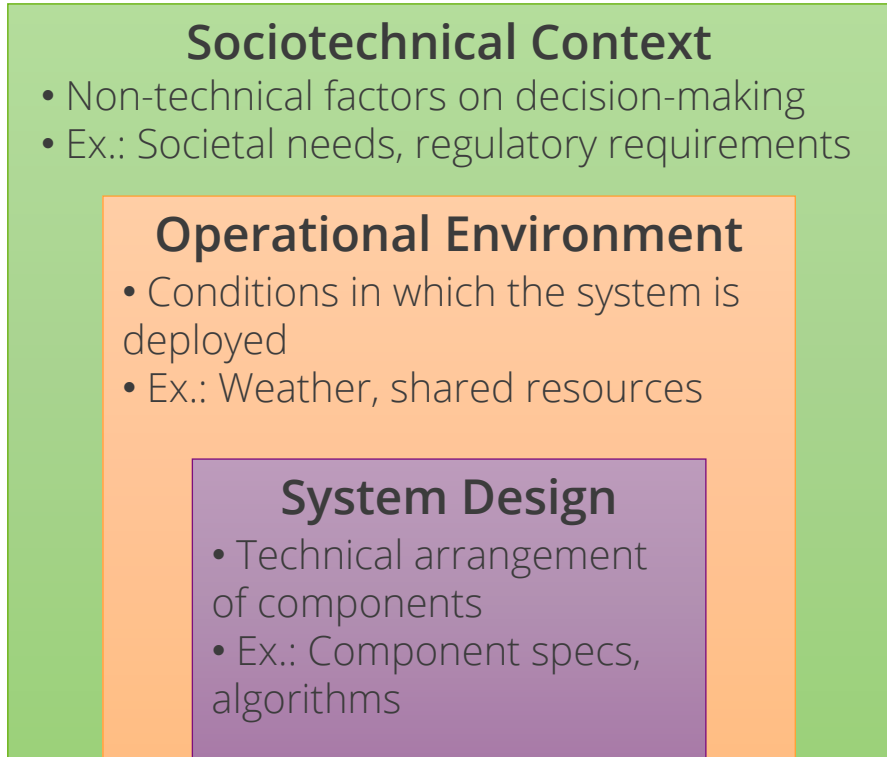 Sociotechnical Context
• Non-technical factors on decision-making
• Ex.: Societal needs, regulatory requirements
Operational Environment
• Conditions in which the system is
deployed
• Ex.: Weather, shared resources
System Design
• Technical arrangement
of components
• Ex.: Component specs,
algorithms